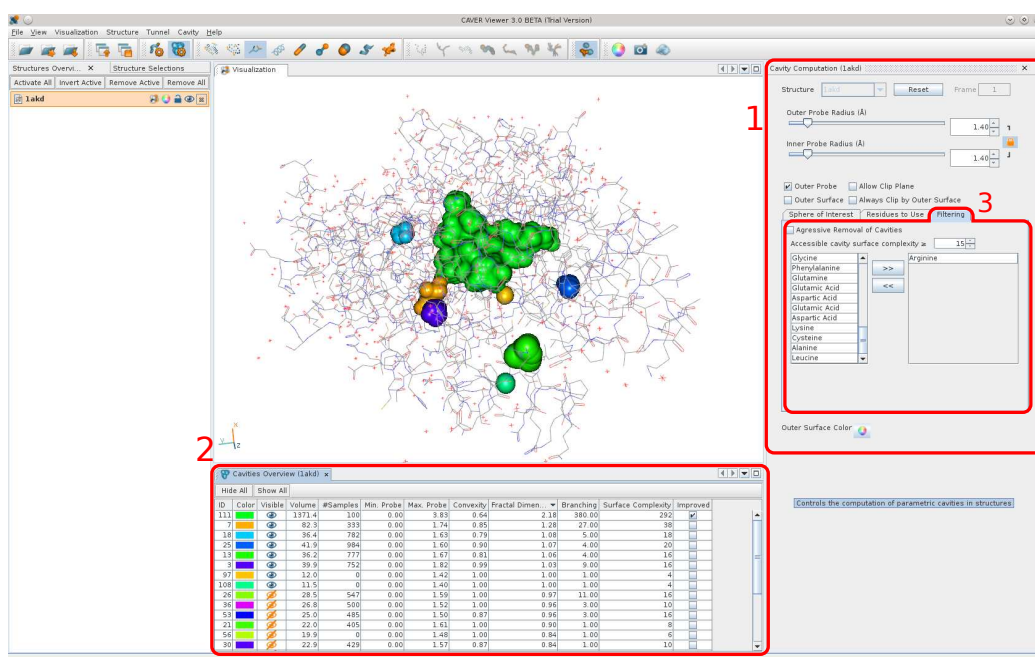 CAVER Viewer 3.0 BETA (Trial Version)
File View Visualization Structure Tunnel Cavity Help
Structures Overvi... × Structure Selections
Activate All Invert Active Remove Active Remove All
1akd
Visualization
x
y
z
1
Cavity Computation (1akd) ×
Structure 1akd Reset Frame 1
Outer Probe Radius (Å)
1.40
Inner Probe Radius (Å)
1.40
Outer Probe Allow Clip Plane
Outer Surface Always Clip by Outer Surface
3
Sphere of Interest Residues to Use Filtering
Agressive Removal of Cavities
Accessible cavity surface complexity ≥ 15
Glycine Arginine
Phenylalanine >>
Glutamine
Glutamic Acid <<
Aspartic Acid
Glutamic Acid
Aspartic Acid
Lysine
Cysteine
Alanine
Leucine
Outer Surface Color
Controls the computation of parametric cavities in structures
2
Cavities Overview (1akd) ×
Hide All Show All
ID Color Visible Volume #Samples Min. Probe Max. Probe Convexity Fractal Dimen... Branching Surface Complexity Improved
111 1371.4 100 0.00 3.83 0.64 2.18 380.00 292
7 82.3 333 0.00 1.74 0.85 1.28 27.00 38
18 36.4 782 0.00 1.63 0.79 1.08 5.00 18
25 41.9 984 0.00 1.60 0.90 1.07 4.00 20
13 36.2 777 0.00 1.67 0.81 1.06 4.00 16
3 39.9 752 0.00 1.82 0.99 1.03 9.00 16
97 12.0 0 0.00 1.42 1.00 1.00 1.00 4
108 11.5 0 0.00 1.40 1.00 1.00 1.00 4
26 28.5 547 0.00 1.59 1.00 0.97 11.00 16
36 26.8 500 0.00 1.52 1.00 0.96 3.00 10
53 25.0 485 0.00 1.50 0.87 0.96 3.00 16
21 22.0 405 0.00 1.61 1.00 0.90 1.00 8
56 19.9 0 0.00 1.48 1.00 0.84 1.00 6
30 22.9 429 0.00 1.57 0.87 0.84 1.00 10